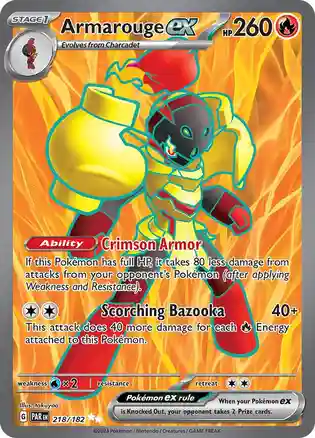 STAGE 1 Armarouge ex HP 260
Evolves from Charcadet
Ability Crimson Armor
If this Pokémon has full HP, it takes 80 less damage from
attacks from your opponent's Pokémon (after applying
Weakness and Resistance).
Scorching Bazooka 40+
This attack does 40 more damage for each Energy
attached to this Pokémon.
weakness ×2 resistance retreat
Pokémon ex rule
When your Pokémon ex
is Knocked Out, your opponent takes 2 Prize cards.
Illus.
G PAR EN 218/182
©2023 Pokémon / Nintendo / Creatures / GAME FREAK